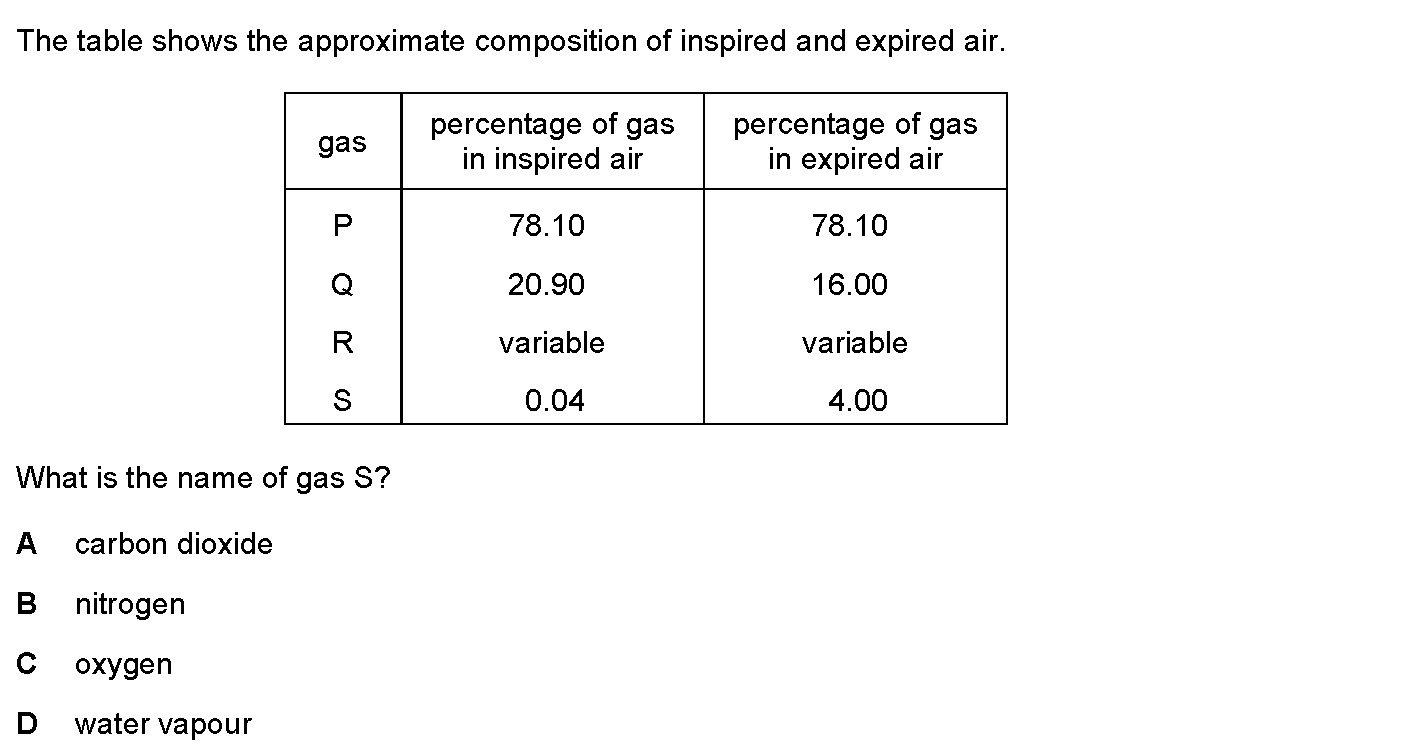 The table shows the approximate composition of inspired and expired air.
gas
percentage of gas
in inspired air
percentage of gas
in expired air
P 78.10 78.10
Q 20.90 16.00
R variable variable
S 0.04 4.00
What is the name of gas S?
A carbon dioxide
B nitrogen
C oxygen
D water vapour